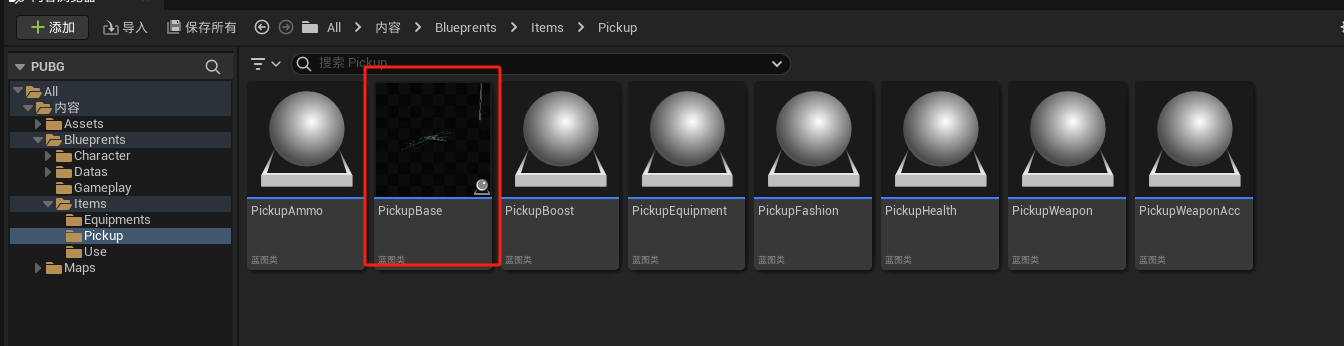 添加 导入 保存所有 All 内容 Blueprents Items Pickup
PUBG
搜索 Pickup
All
内容
Assets
Blueprents
Character
Datas
Gameplay
Items
Equipments
Pickup
Use
Maps
PickupAmmo
蓝图类
PickupBase
蓝图类
PickupBoost
蓝图类
PickupEquipment
蓝图类
PickupFashion
蓝图类
PickupHealth
蓝图类
PickupWeapon
蓝图类
PickupWeaponAcc
蓝图类